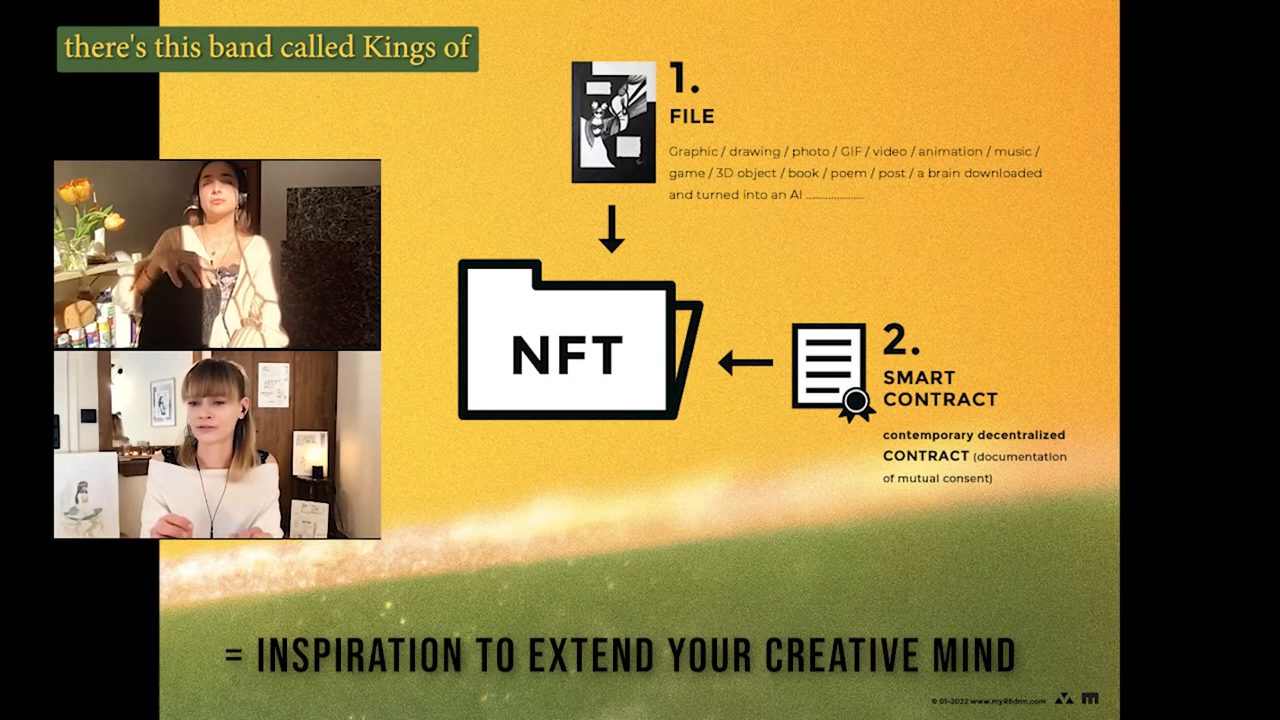 there's this band called Kings of
1.
FILE
Graphic / drawing / photo / GIF / video / animation / music /
game / 3D object / book / poem / post / a brain downloaded
and turned into an AI .....................
NFT
2.
SMART
CONTRACT
contemporary decentralized
CONTRACT (documentation
of mutual consent)
= INSPIRATION TO EXTEND YOUR CREATIVE MIND